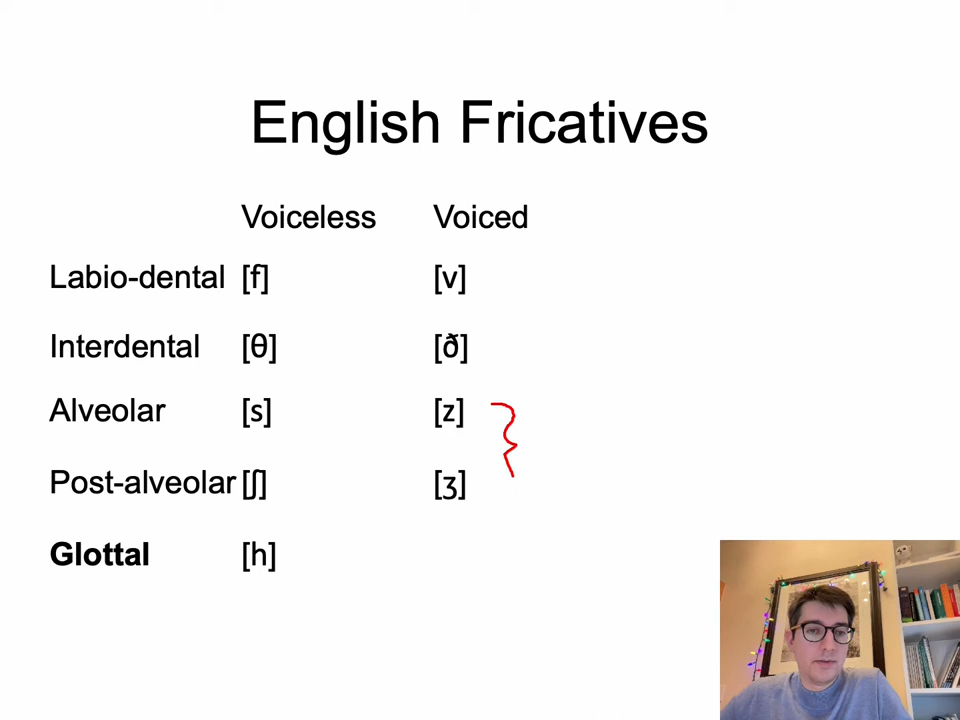 English Fricatives
Voiceless Voiced
Labio-dental [f] [v]
Interdental [θ] [ð]
Alveolar [s] [z]
Post-alveolar [ʃ] [ʒ]
Glottal [h]